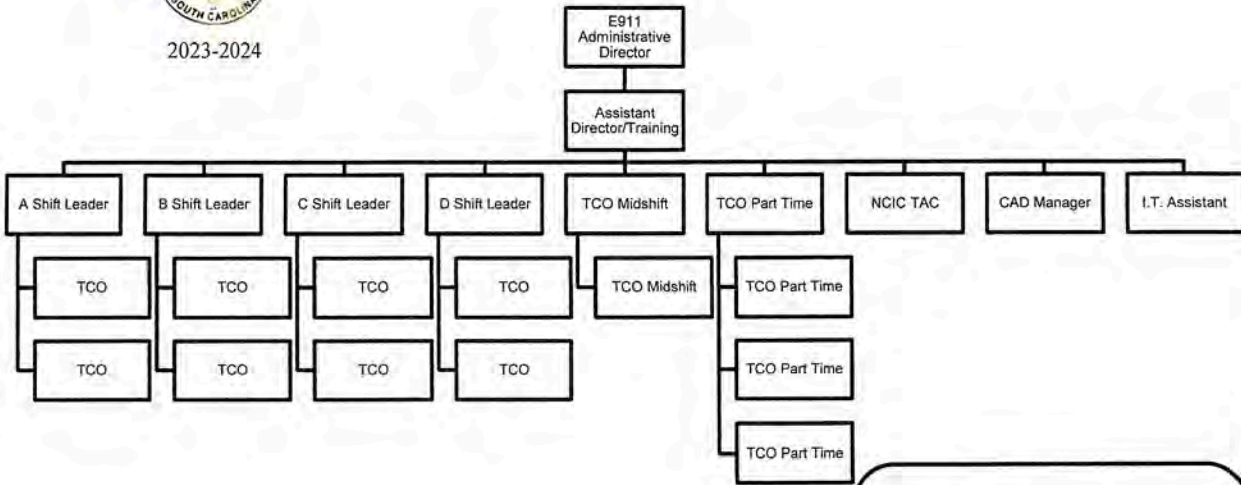 SOUTH CAROLINA
2023-2024
E911
Administrative
Director
Assistant
Director/Training
A Shift Leader
B Shift Leader
C Shift Leader
D Shift Leader
TCO Midshift
TCO Part Time
NCIC TAC
CAD Manager
I.T. Assistant
TCO
TCO
TCO
TCO
TCO Midshift
TCO Part Time
TCO
TCO
TCO
TCO
TCO Part Time
TCO Part Time